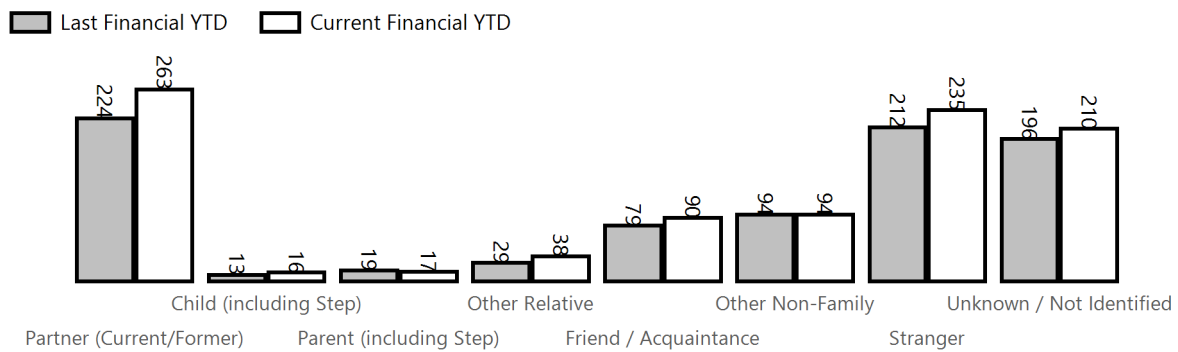 Last Financial YTD Current Financial YTD
224 263 13 16 19 17 29 38 79 90 94 94 212 235 196 210
Child (including Step) Other Relative Other Non-Family Unknown / Not Identified
Partner (Current/Former) Parent (including Step) Friend / Acquaintance Stranger